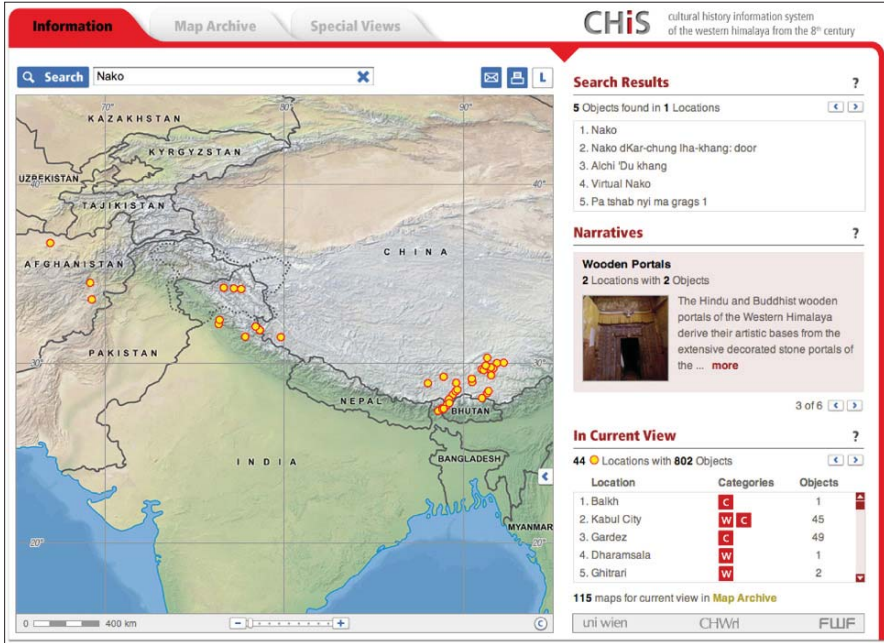 Information
Map Archive
Special Views
CHiS
cultural history information system
of the western himalaya from the 8th century
Search
Nako
L
70°
80°
90°
KAZAKHSTAN
KYRGYZSTAN
UZBEKISTAN
40°
40°
TAJIKISTAN
CHINA
AFGHANISTAN
PAKISTAN
30°
30°
NEPAL
BHUTAN
INDIA
BANGLADESH
MYANMAR
20°
20°
0 400 km
C
Search Results ?
5 Objects found in 1 Locations
1. Nako
2. Nako dKar-chung lha-khang: door
3. Alchi 'Du khang
4. Virtual Nako
5. Pa tshab nyi ma grags 1
Narratives ?
Wooden Portals
2 Locations with 2 Objects
The Hindu and Buddhist wooden
portals of the Western Himalaya
derive their artistic bases from the
extensive decorated stone portals of
the ... more
3 of 6
In Current View ?
44 Locations with 802 Objects
Location Categories Objects
1. Balkh C 1
2. Kabul City W C 45
3. Gardez C 49
4. Dharamsala W 1
5. Ghitrari W 2
115 maps for current view in Map Archive
uni wien CHWH FWF